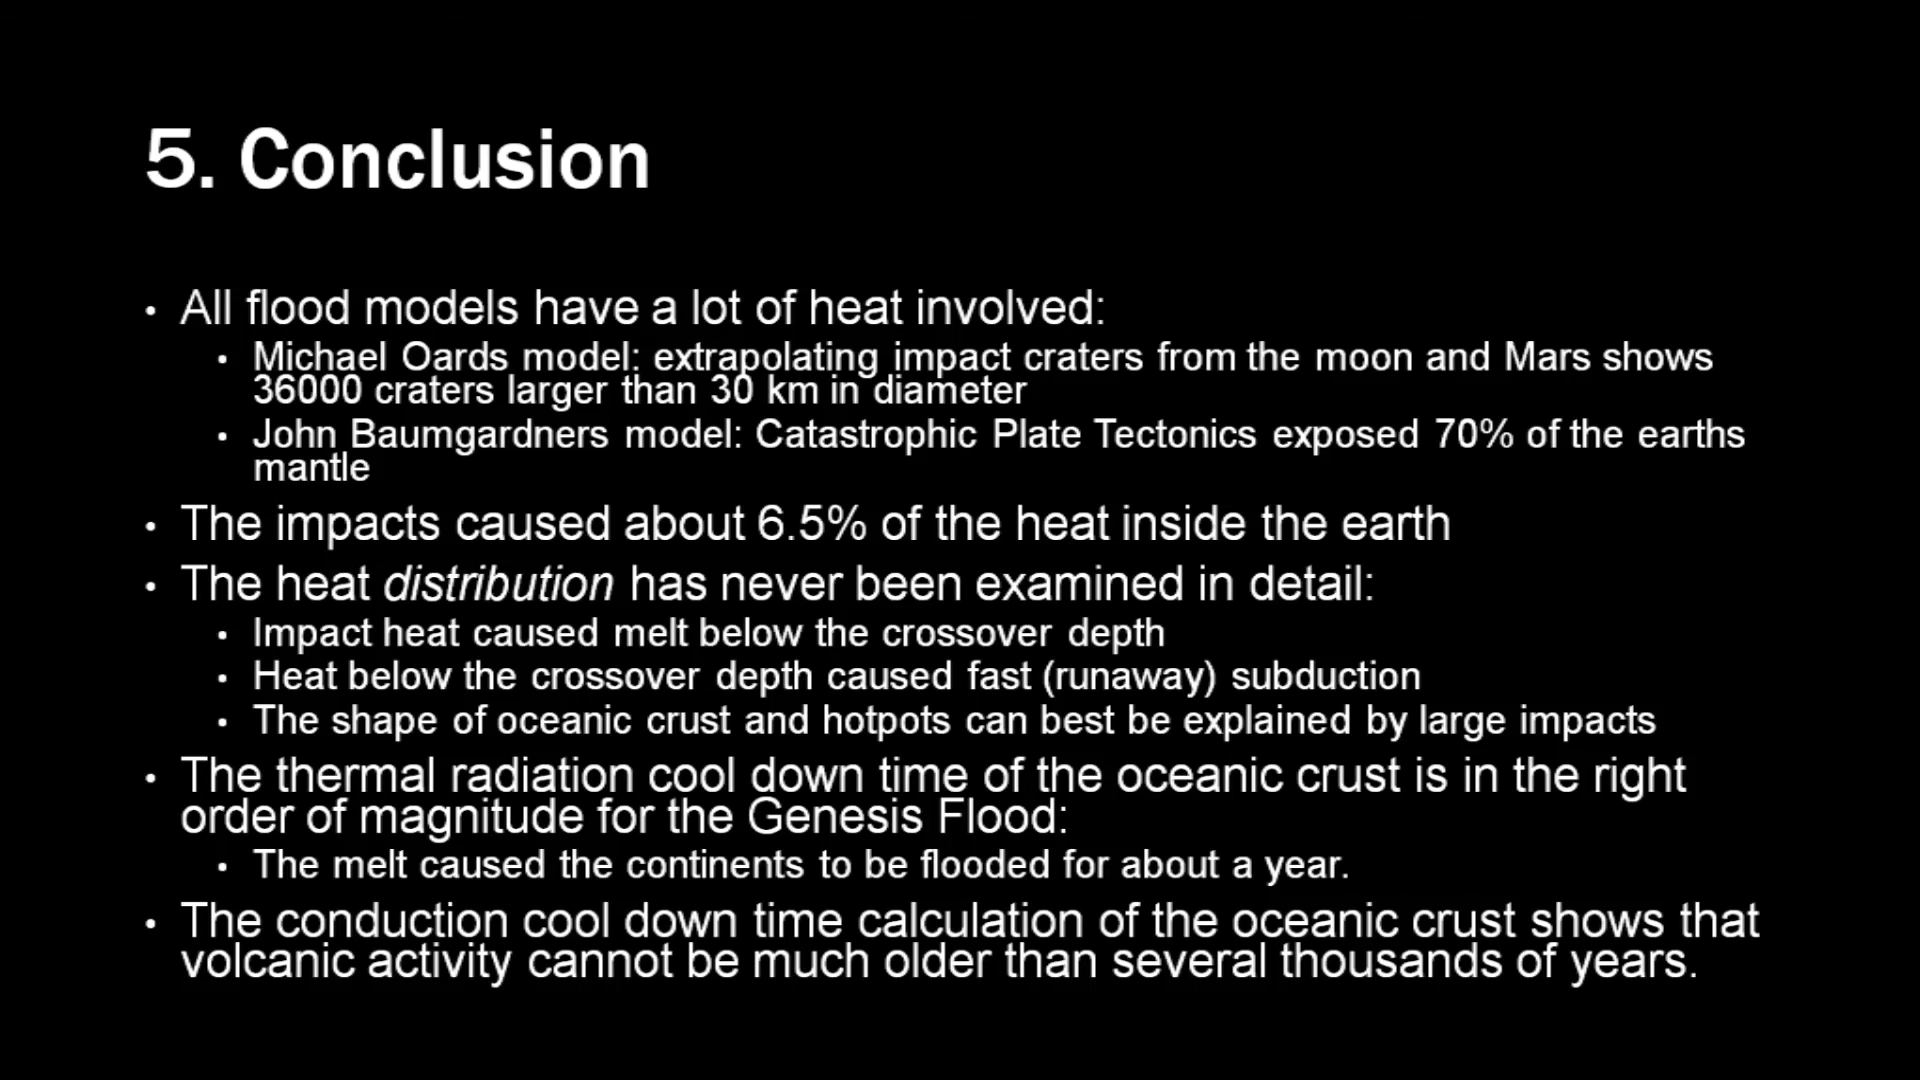 5. Conclusion
• All flood models have a lot of heat involved:
• Michael Oards model: extrapolating impact craters from the moon and Mars shows
36000 craters larger than 30 km in diameter
• John Baumgardners model: Catastrophic Plate Tectonics exposed 70% of the earths
mantle
• The impacts caused about 6.5% of the heat inside the earth
• The heat distribution has never been examined in detail:
• Impact heat caused melt below the crossover depth
• Heat below the crossover depth caused fast (runaway) subduction
• The shape of oceanic crust and hotpots can best be explained by large impacts
• The thermal radiation cool down time of the oceanic crust is in the right
order of magnitude for the Genesis Flood:
• The melt caused the continents to be flooded for about a year.
• The conduction cool down time calculation of the oceanic crust shows that
volcanic activity cannot be much older than several thousands of years.